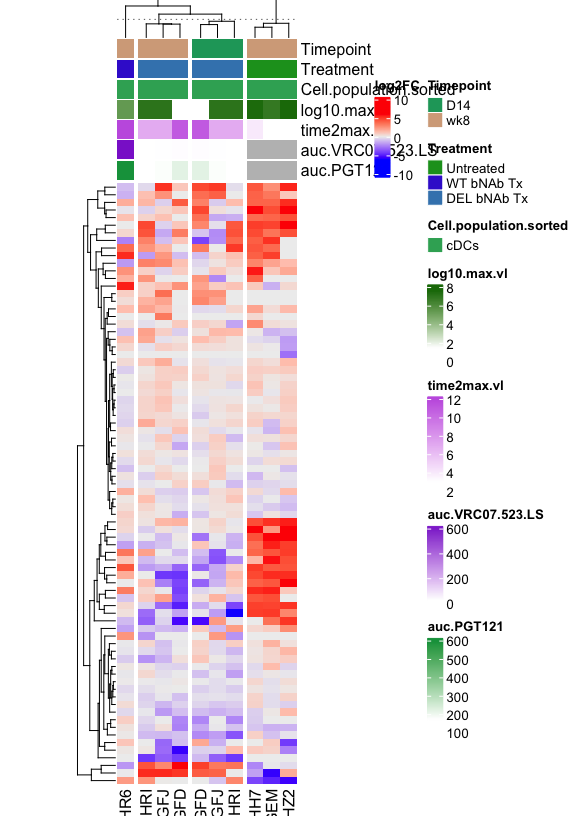 Timepoint
Treatment
Cell.population.sorted
log10.max.
time2max.
auc.VRC07.523.LS
auc.PGT1
log2FC
10
5
0
-5
-10
Timepoint
D14
wk8
Treatment
Untreated
WT bNAb Tx
DEL bNAb Tx
Cell.population.sorted
cDCs
log10.max.vl
8
6
4
2
0
time2max.vl
12
10
8
6
4
2
auc.VRC07.523.LS
600
400
200
0
auc.PGT121
600
500
400
300
200
100
HR6
HRI
GFJ
GFD
GFD
GFJ
HRI
HH7
GEM
HZ2